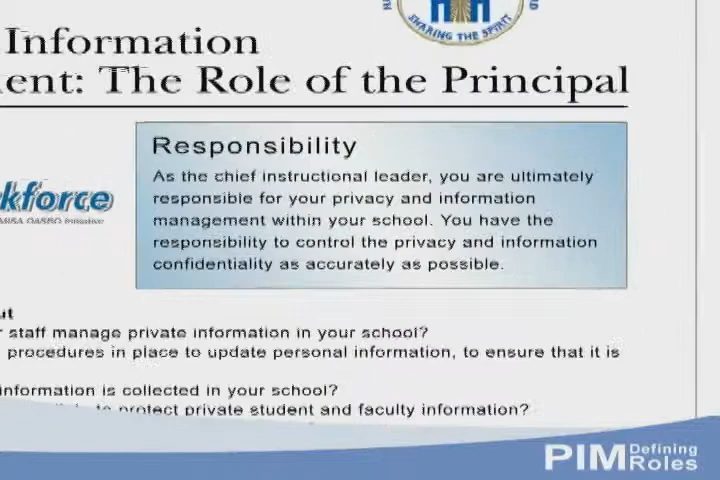 SHARING THE SPIRIT
Information
ent: The Role of the Principal
Responsibility
As the chief instructional leader, you are ultimately
responsible for your privacy and information
management within your school. You have the
responsibility to control the privacy and information
confidentiality as accurately as possible.
kforce
ut
r staff manage private information in your school?
procedures in place to update personal information, to ensure that it is
information is collected in your school?
to protect private student and faculty information?
PIM Defining
Roles